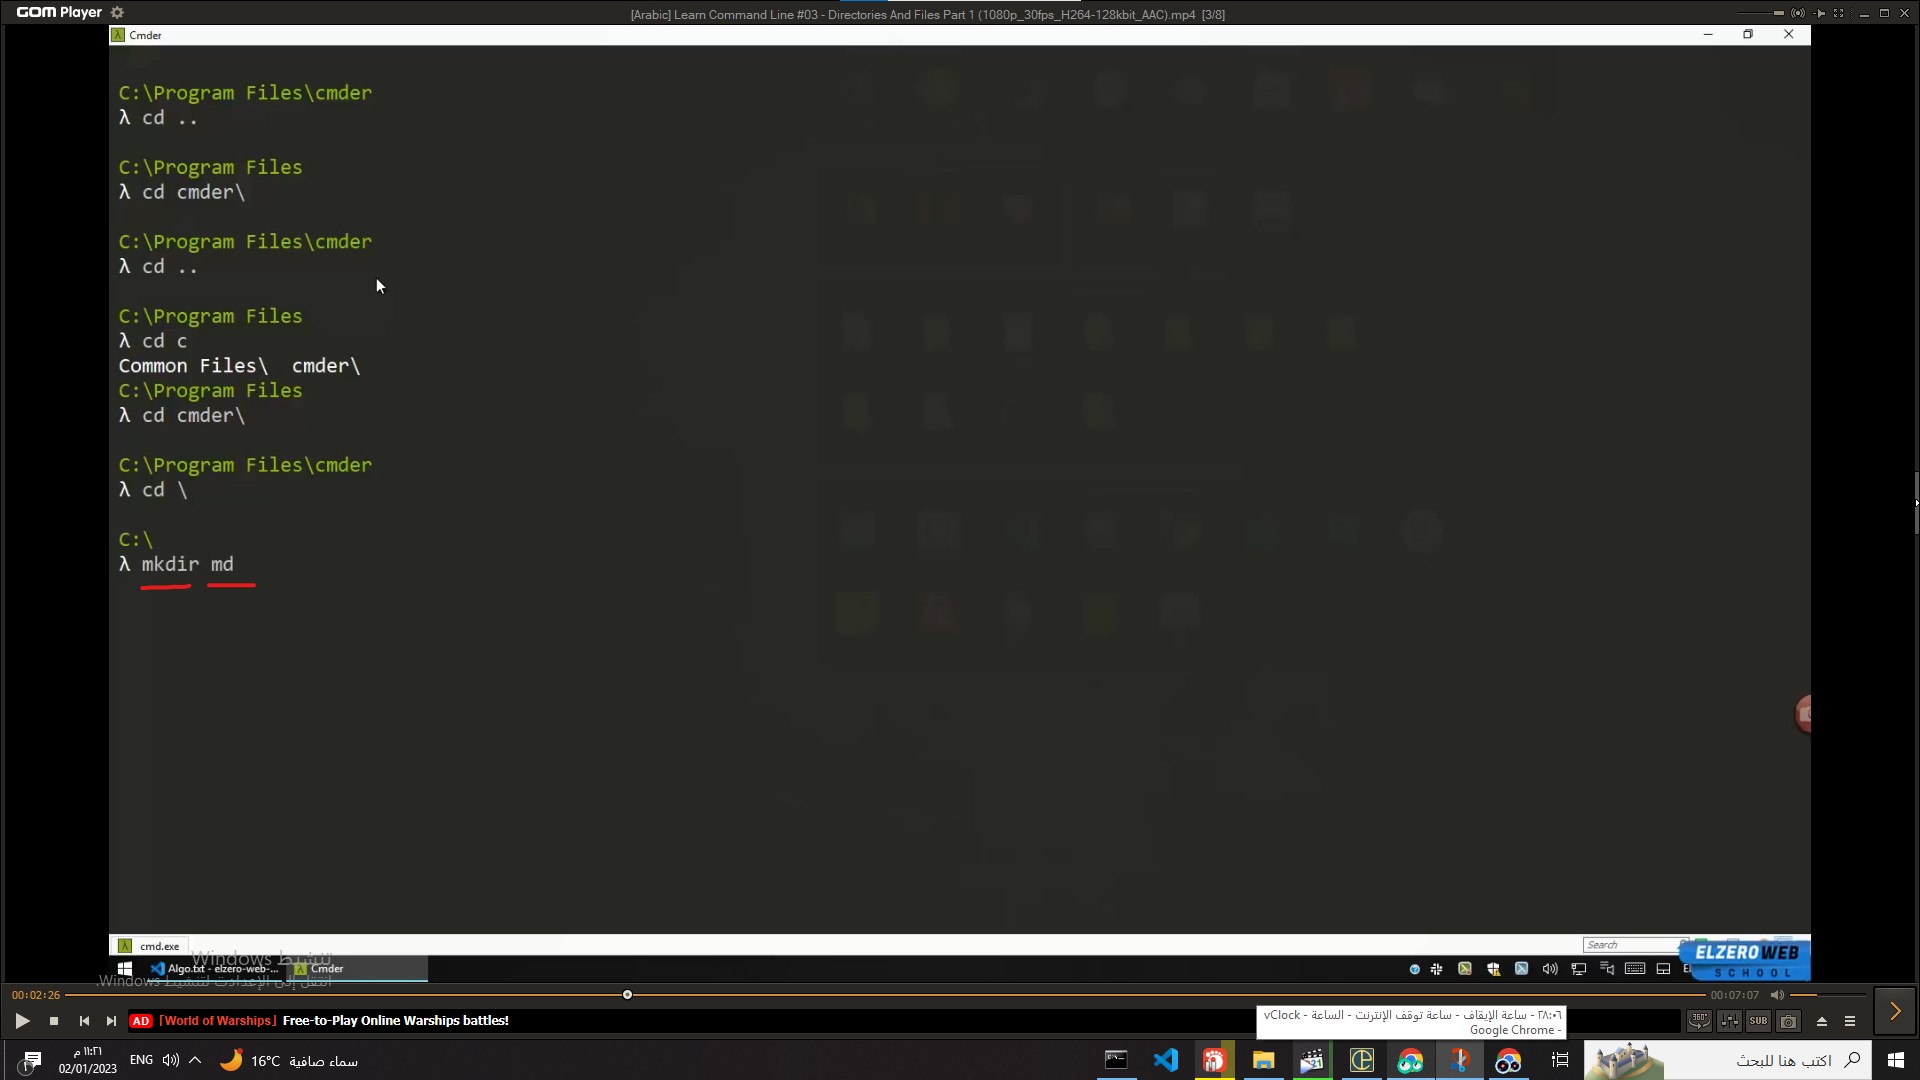 GOM Player
[Arabic] Learn Command Line #03 - Directories And Files Part 1 (1080p_30fps_H264-128kbit_AAC).mp4 [3/8]
λ Cmder
C:\Program Files\cmder
λ cd ..
C:\Program Files
λ cd cmder\
C:\Program Files\cmder
λ cd ..
C:\Program Files
λ cd c
Common Files\  cmder\
C:\Program Files
λ cd cmder\
C:\Program Files\cmder
λ cd \
C:\
λ mkdir md
λ cmd.exe
Search
ELZERO WEB
SCHOOL
تنشيط Windows
Algo.txt - elzero-web-...
λ Cmder
انتقل إلى الإعدادات لتنشيط Windows.
00:02:26
00:07:07
AD [World of Warships] Free-to-Play Online Warships battles!
٢٨:٠٦ - ساعة الإيقاف - ساعة توقف الإنترنت - الساعة - vClock
- Google Chrome
360°
SUB
١١:٢١ م
02/01/2023
ENG
16°C سماء صافية
اكتب هنا للبحث